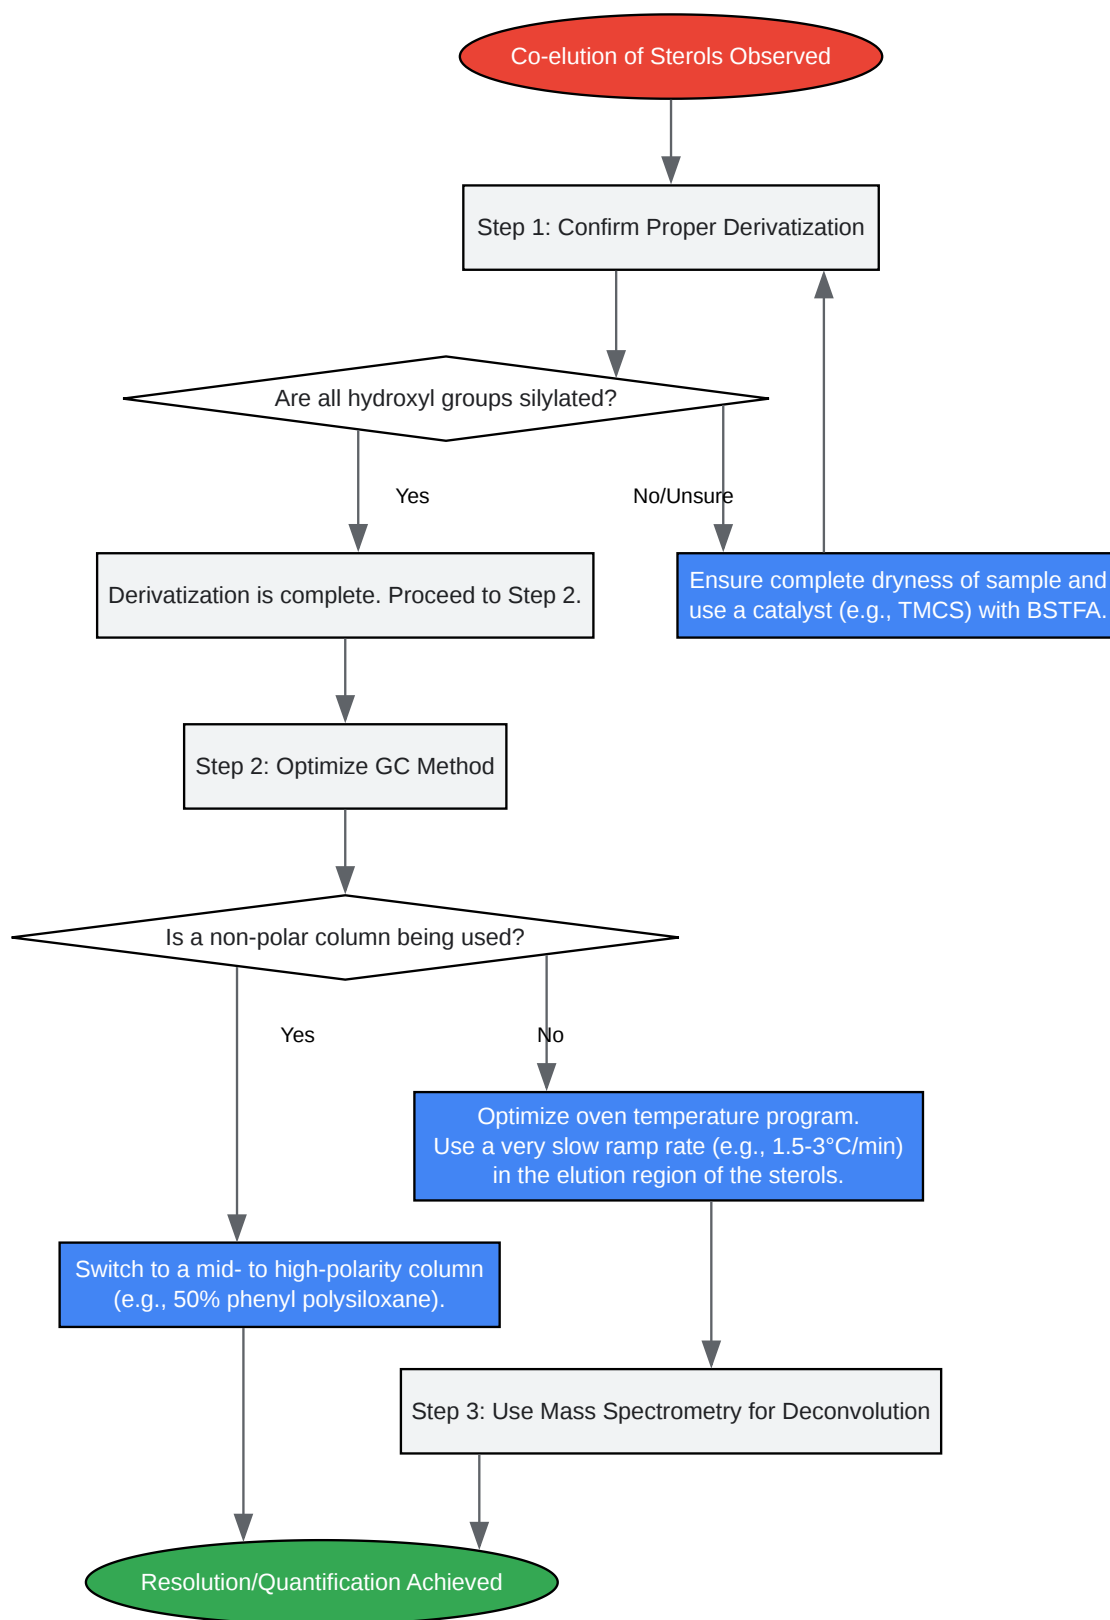 Co-elution of Sterols Observed
Step 1: Confirm Proper Derivatization
Are all hydroxyl groups silylated?
Yes
No/Unsure
Derivatization is complete. Proceed to Step 2.
Ensure complete dryness of sample and
use a catalyst (e.g., TMCS) with BSTFA.
Step 2: Optimize GC Method
Is a non-polar column being used?
Yes
No
Optimize oven temperature program.
Use a very slow ramp rate (e.g., 1.5-3°C/min)
in the elution region of the sterols.
Switch to a mid- to high-polarity column
(e.g., 50% phenyl polysiloxane).
Step 3: Use Mass Spectrometry for Deconvolution
Resolution/Quantification Achieved